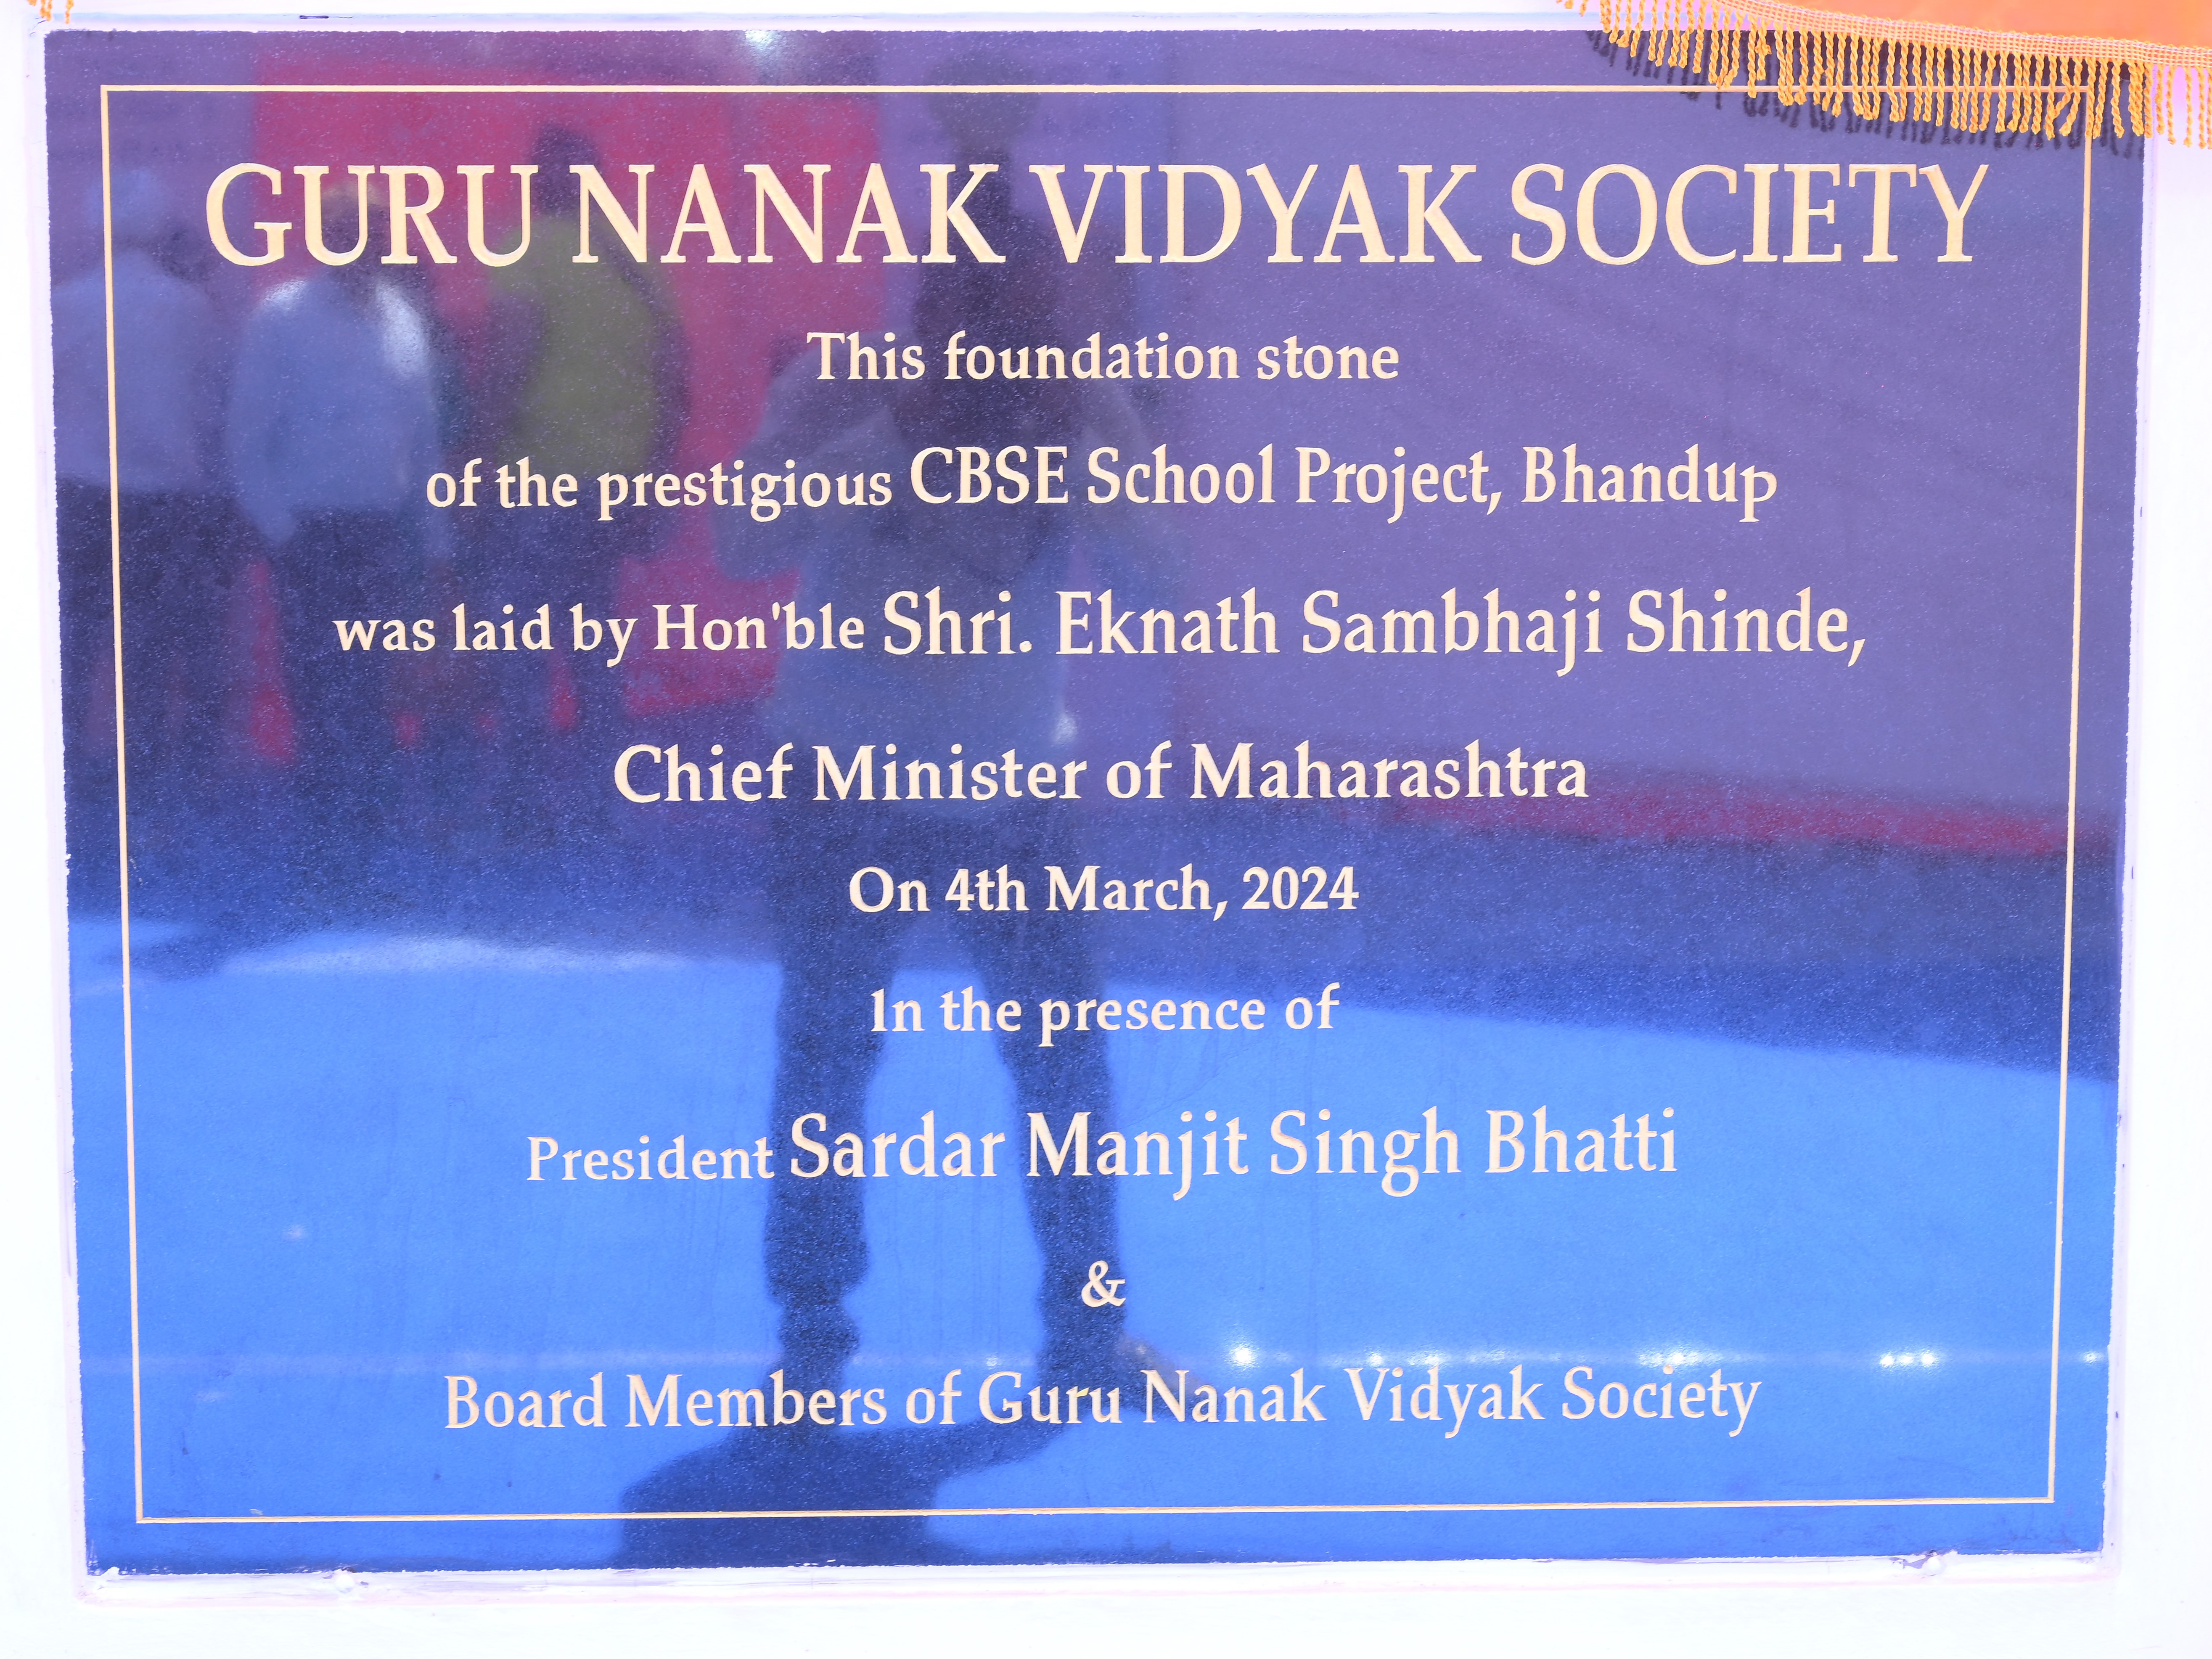 GURU NANAK VIDYAK SOCIETY
This foundation stone
of the prestigious CBSE School Project, Bhandup
was laid by Hon'ble Shri. Eknath Sambhaji Shinde,
Chief Minister of Maharashtra
On 4th March, 2024
In the presence of
President Sardar Manjit Singh Bhatti
&
Board Members of Guru Nanak Vidyak Society